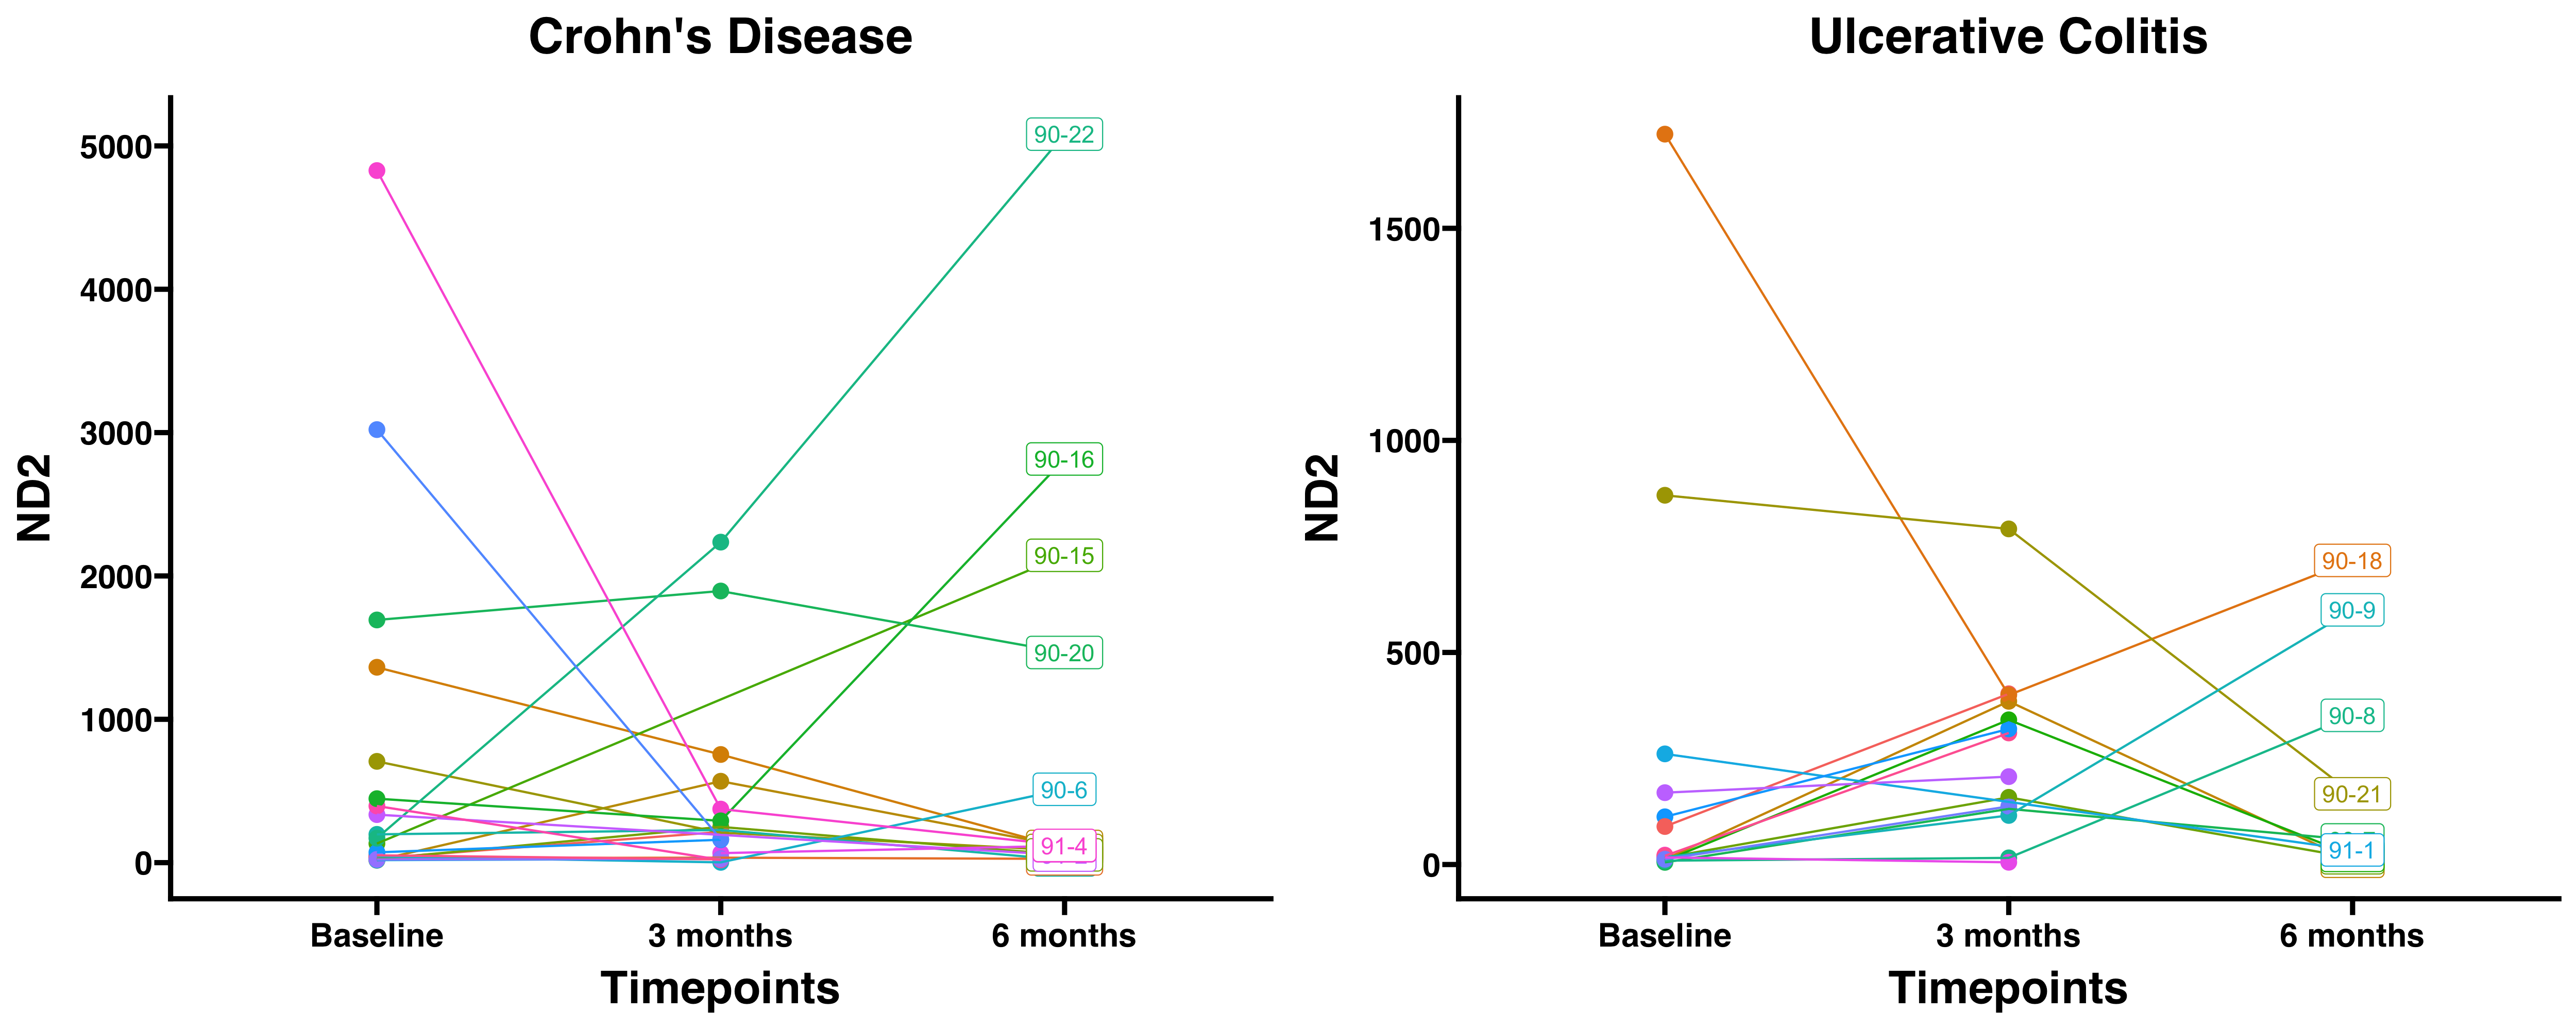 Crohn's Disease
ND2
5000
4000
3000
2000
1000
0
90-22
90-16
90-15
90-20
90-6
91-4
Baseline 3 months 6 months
Timepoints
Ulcerative Colitis
ND2
1500
1000
500
0
90-18
90-9
90-8
90-21
91-1
Baseline 3 months 6 months
Timepoints